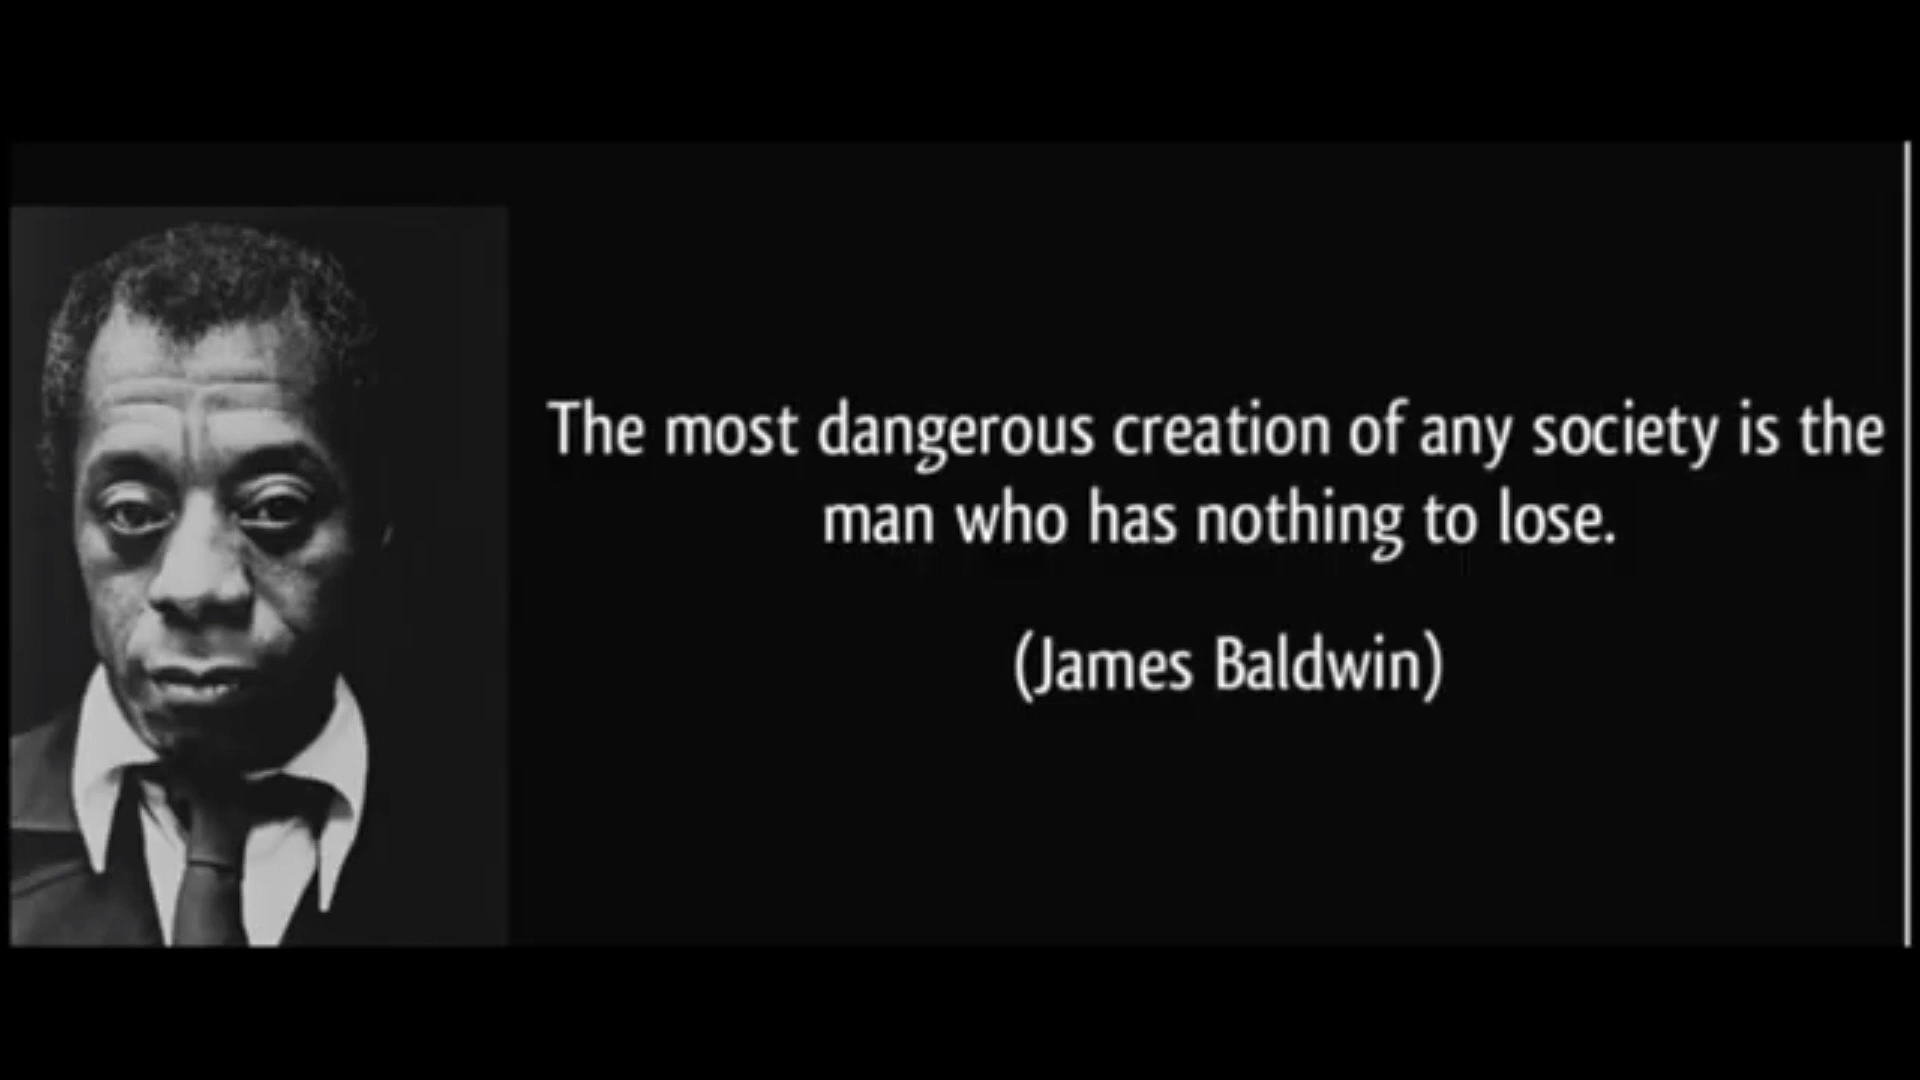 The most dangerous creation of any society is the
man who has nothing to lose.
(James Baldwin)